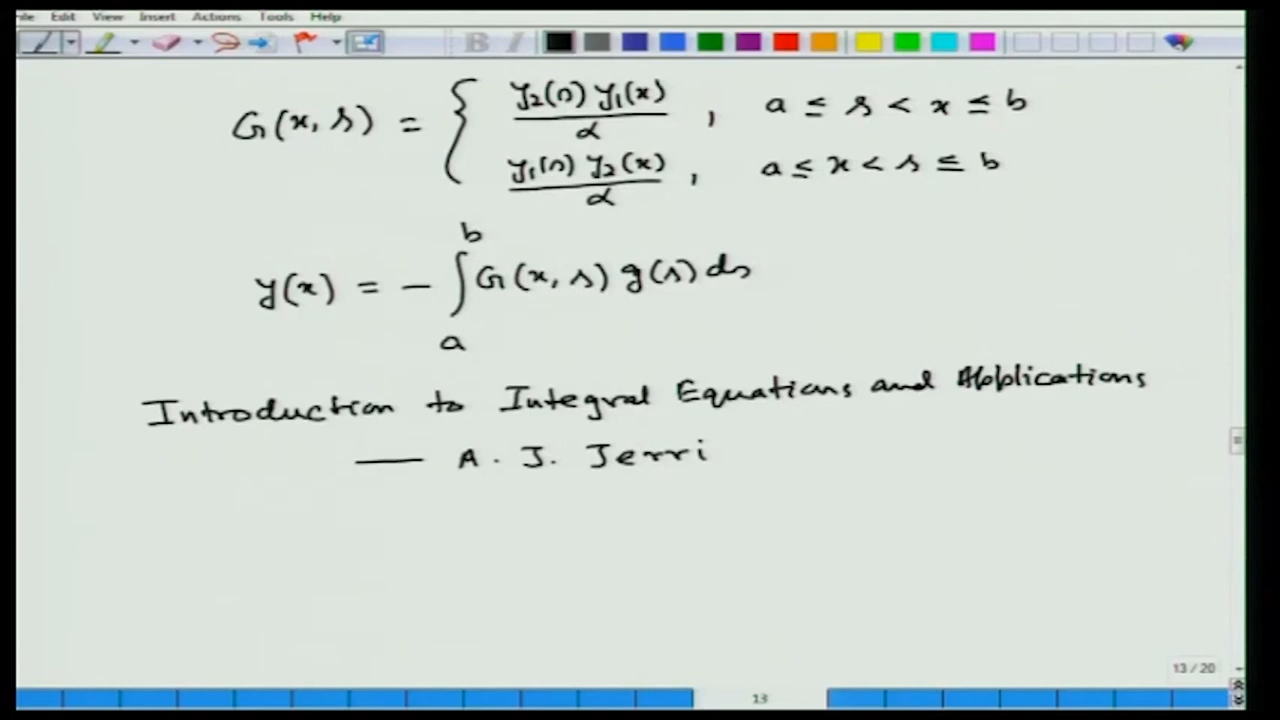 File Edit View Insert Actions Tools Help
G(x, s) = { y₂(s) y₁(x) / α , a ≤ s < x ≤ b
y₁(s) y₂(x) / α , a ≤ x < s ≤ b
y(x) = − ∫ₐᵇ G(x, s) g(s) ds
Introduction to Integral Equations and Applications
— A. J. Jerri
13 / 20
13